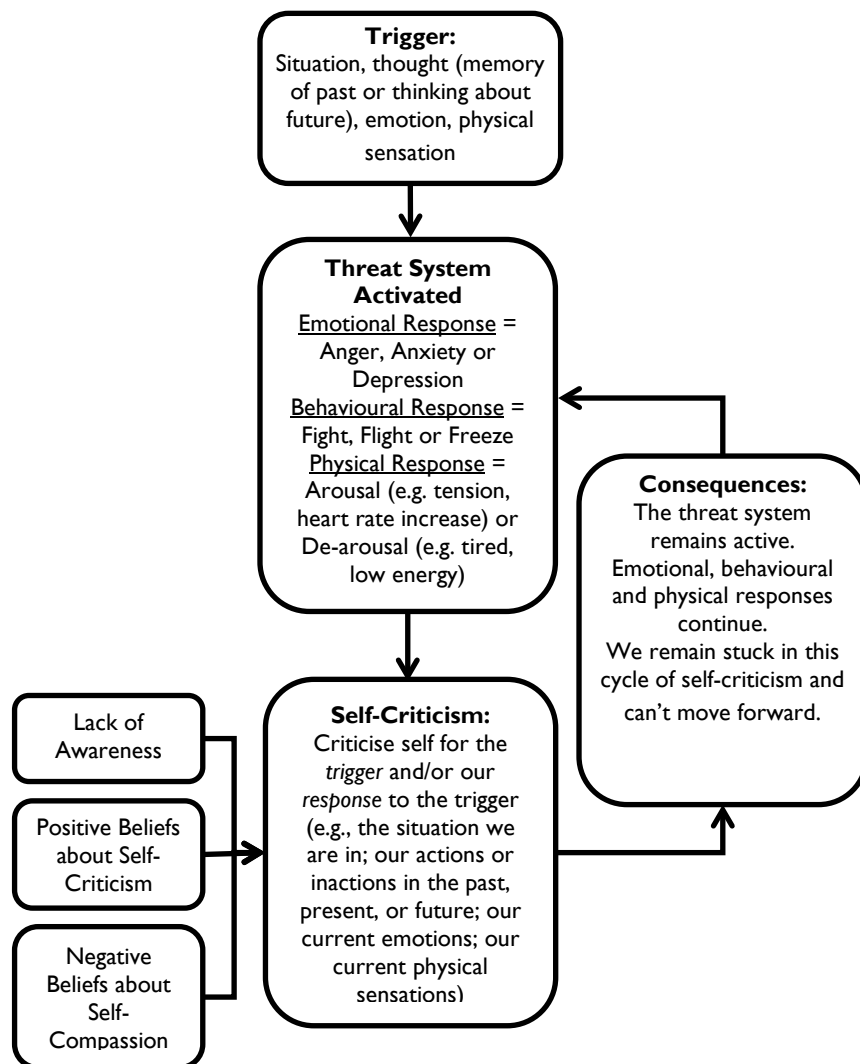 Trigger:
Situation, thought (memory
of past or thinking about
future), emotion, physical
sensation
Threat System
Activated
Emotional Response =
Anger, Anxiety or
Depression
Behavioural Response =
Fight, Flight or Freeze
Physical Response =
Arousal (e.g. tension,
heart rate increase) or
De-arousal (e.g. tired,
low energy)
Consequences:
The threat system
remains active.
Emotional, behavioural
and physical responses
continue.
We remain stuck in this
cycle of self-criticism and
can’t move forward.
Lack of
Awareness
Positive Beliefs
about Self-
Criticism
Negative
Beliefs about
Self-
Compassion
Self-Criticism:
Criticise self for the
trigger and/or our
response to the trigger
(e.g., the situation we
are in; our actions or
inactions in the past,
present, or future; our
current emotions; our
current physical
sensations)